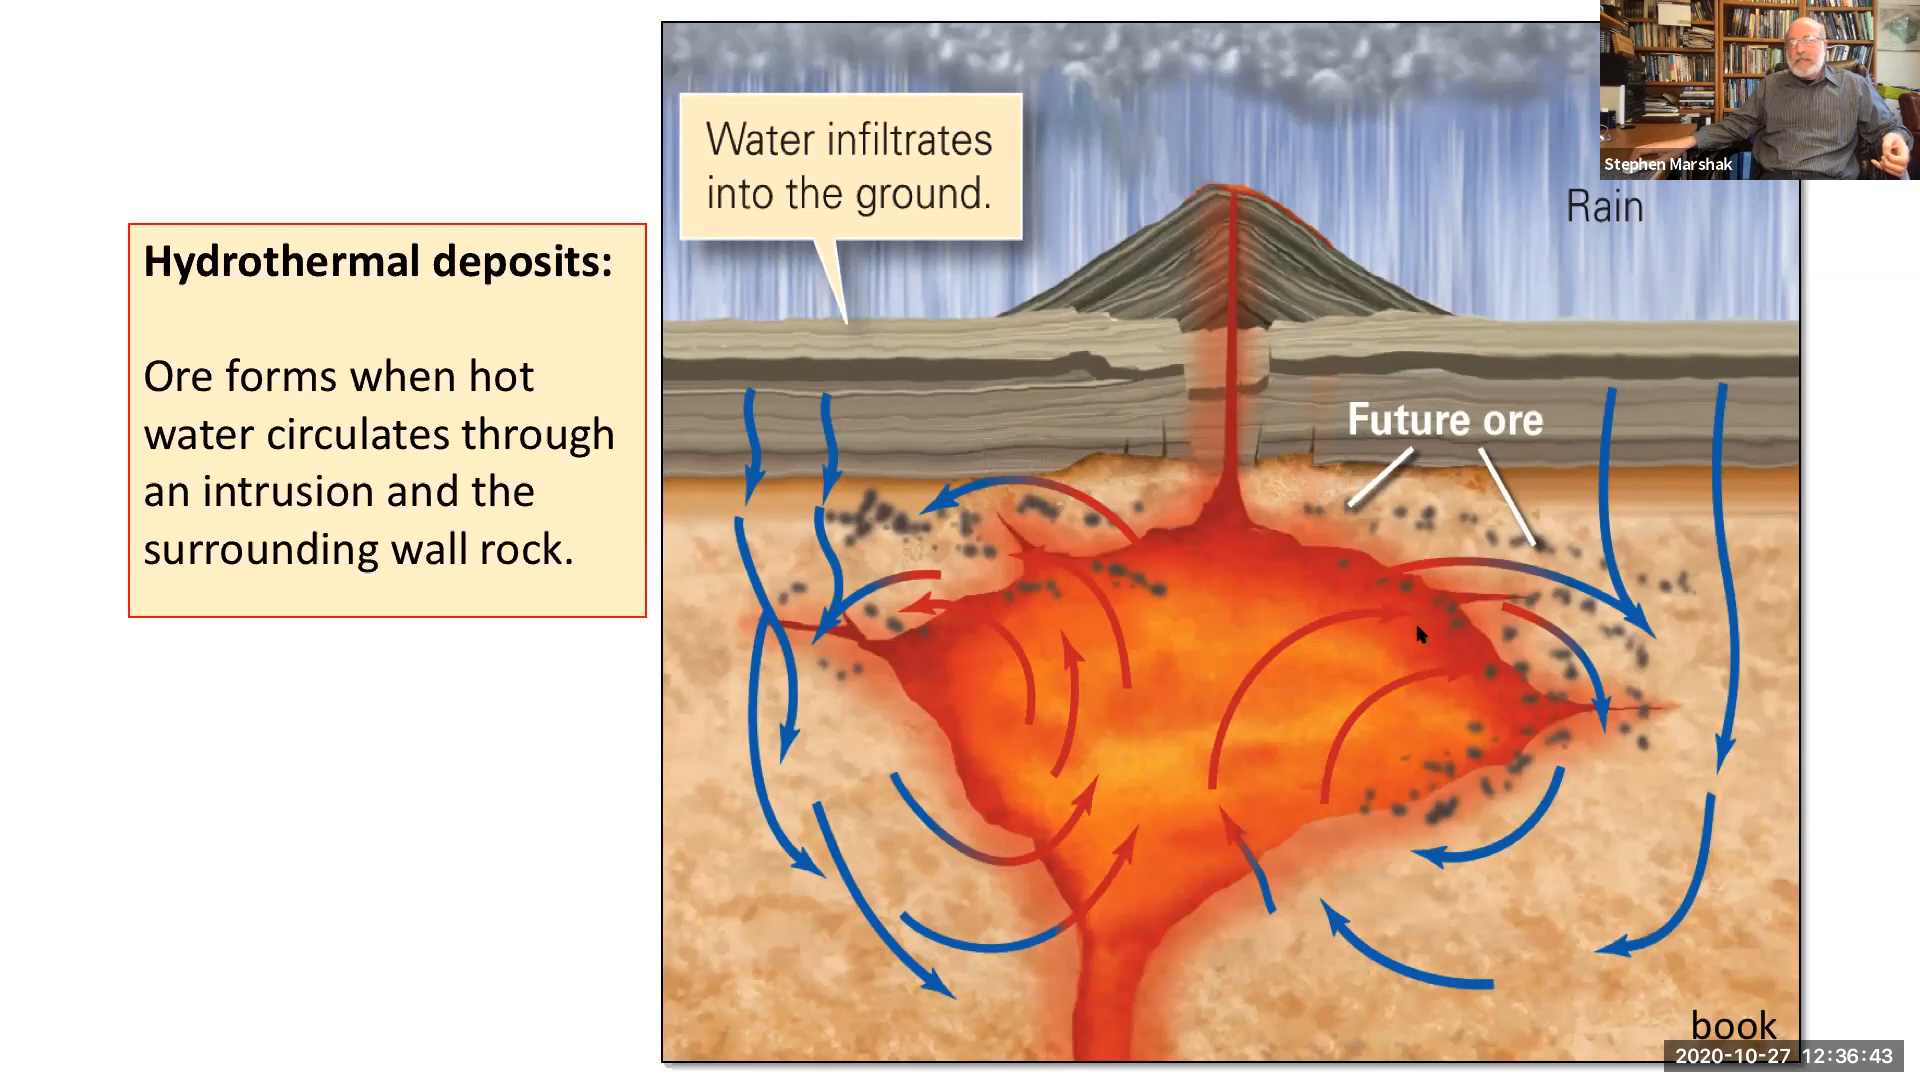 Hydrothermal deposits:
Ore forms when hot
water circulates through
an intrusion and the
surrounding wall rock.
Water infiltrates
into the ground.
Stephen Marshak
Rain
Future ore
book
2020-10-27 12:36:43